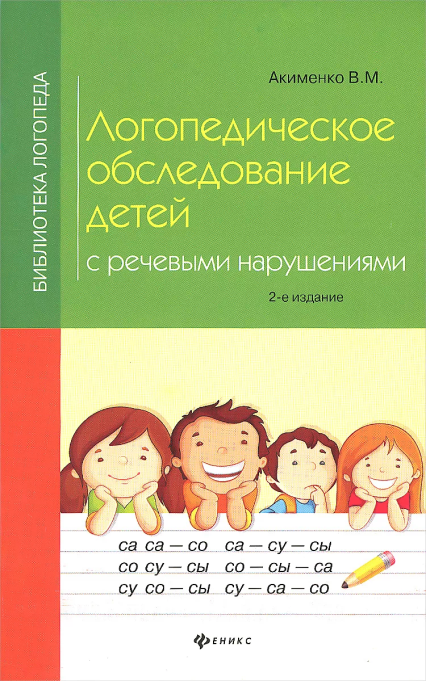 Акименко В.М.
БИБЛИОТЕКА ЛОГОПЕДА
Логопедическое
обследование
детей
с речевыми нарушениями
2-е издание
са са – со са – су – сы
со су – сы со – сы – са
су со – сы су – са – со
ФЕНИКС